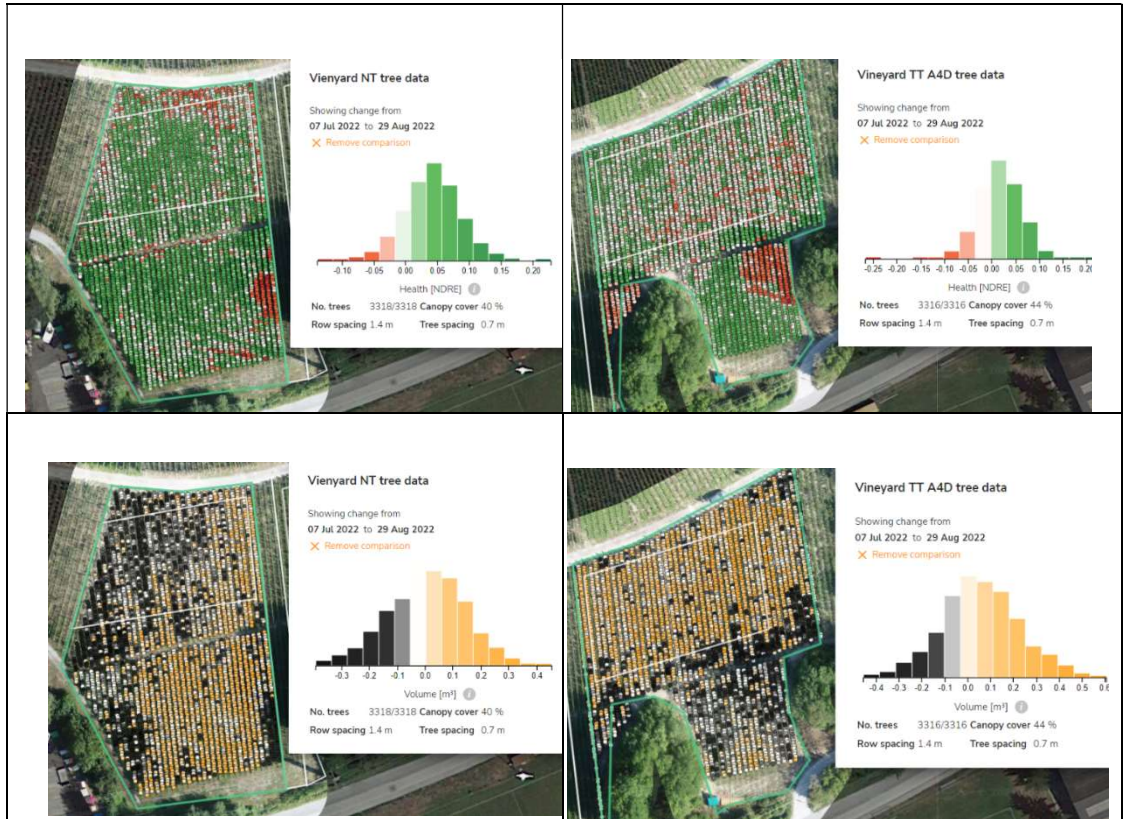 Vienyard NT tree data
Showing change from
07 Jul 2022 to 29 Aug 2022
Remove comparison
-0.10 -0.05 0.00 0.05 0.10 0.15 0.20
Health [NDRE]
No. trees 3318/3318 Canopy cover 40 %
Row spacing 1.4 m Tree spacing 0.7 m
Vineyard TT A4D tree data
Showing change from
07 Jul 2022 to 29 Aug 2022
Remove comparison
-0.25 -0.20 -0.15 -0.10 -0.05 0.00 0.05 0.10 0.15 0.20
Health [NDRE]
No. trees 3316/3316 Canopy cover 44 %
Row spacing 1.4 m Tree spacing 0.7 m
Vienyard NT tree data
Showing change from
07 Jul 2022 to 29 Aug 2022
Remove comparison
-0.3 -0.2 -0.1 0.0 0.1 0.2 0.3 0.4
Volume [m³]
No. trees 3318/3318 Canopy cover 40 %
Row spacing 1.4 m Tree spacing 0.7 m
Vineyard TT A4D tree data
Showing change from
07 Jul 2022 to 29 Aug 2022
Remove comparison
-0.4 -0.3 -0.2 -0.1 0.0 0.1 0.2 0.3 0.4 0.5 0.6
Volume [m³]
No. trees 3316/3316 Canopy cover 44 %
Row spacing 1.4 m Tree spacing 0.7 m